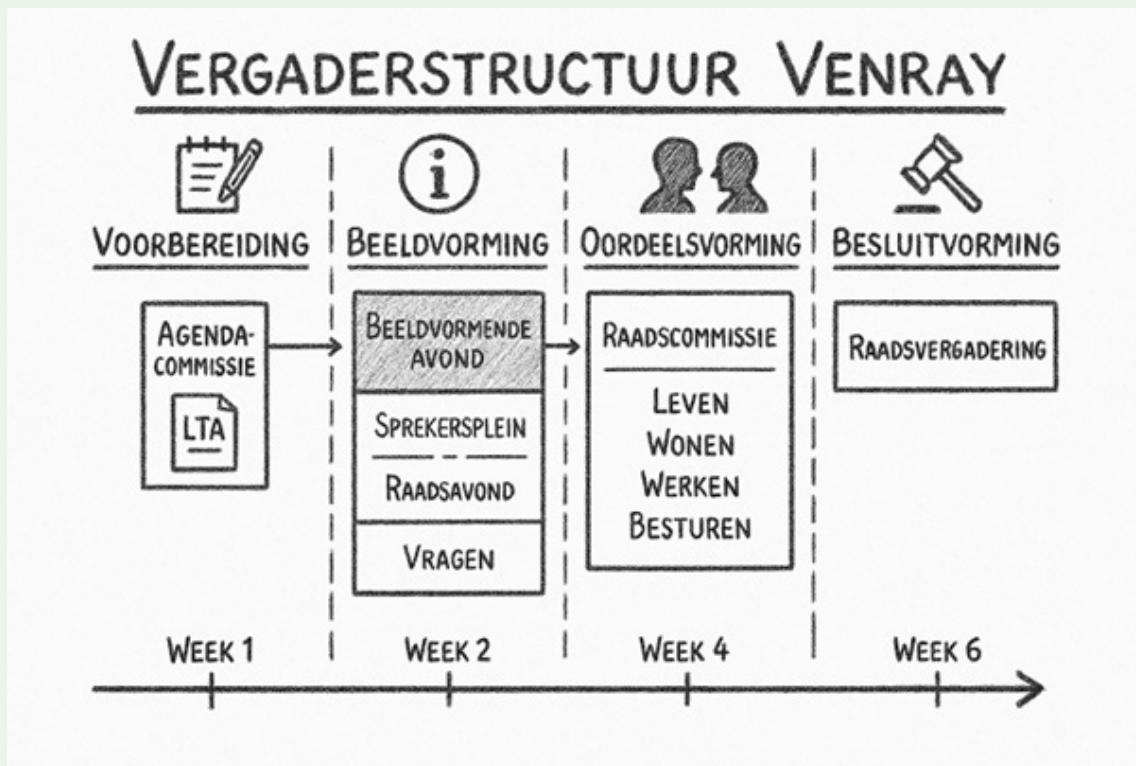 VERGADERSTRUCTUUR VENRAY
VOORBEREIDING
BEELDVORMING
OORDEELSVORMING
BESLUITVORMING
AGENDA-
COMMISSIE
LTA
BEELDVORMENDE
AVOND
SPREKERSPLEIN
RAADSAVOND
VRAGEN
RAADSCOMMISSIE
LEVEN
WONEN
WERKEN
BESTUREN
RAADSVERGADERING
WEEK 1
WEEK 2
WEEK 4
WEEK 6